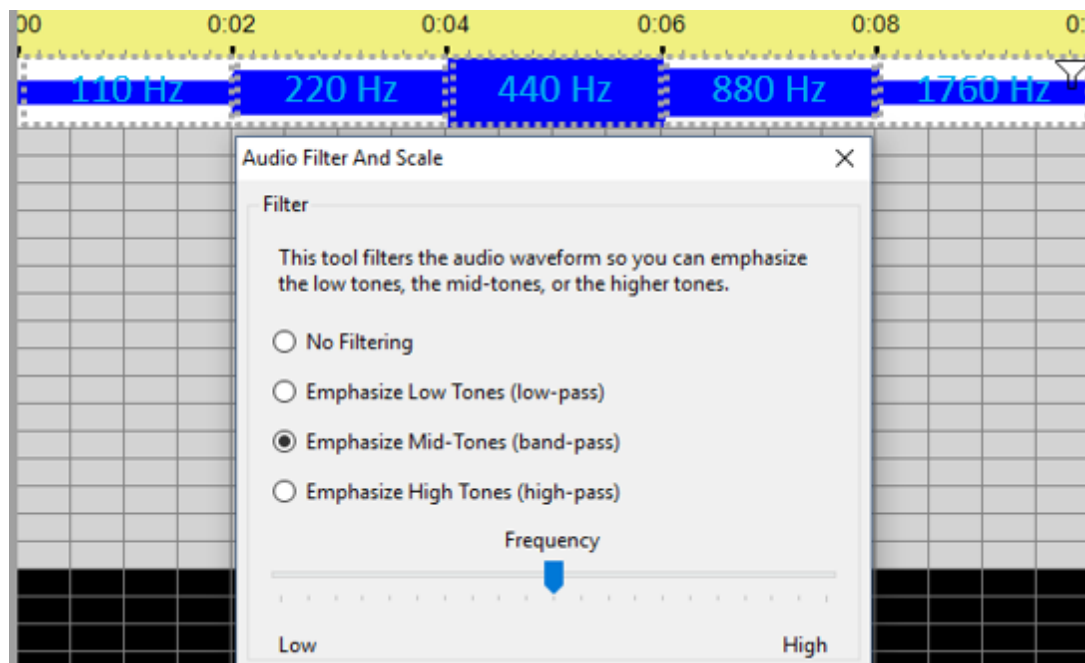 00 0:02 0:04 0:06 0:08 0:
110 Hz 220 Hz 440 Hz 880 Hz 1760 Hz
Audio Filter And Scale
Filter
This tool filters the audio waveform so you can emphasize
the low tones, the mid-tones, or the higher tones.
No Filtering
Emphasize Low Tones (low-pass)
Emphasize Mid-Tones (band-pass)
Emphasize High Tones (high-pass)
Frequency
Low High